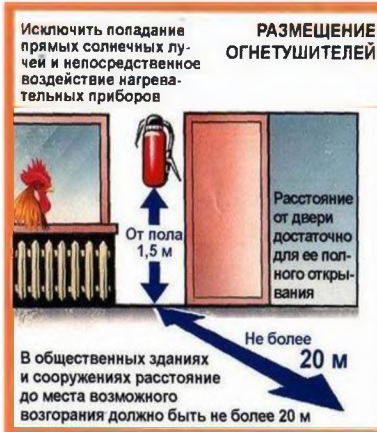 Исключить попадание
прямых солнечных лу-
чей и непосредственное
воздействие нагрева-
тельных приборов
РАЗМЕЩЕНИЕ
ОГНЕТУШИТЕЛЕЙ
От пола
1,5 м
Расстояние
от двери
достаточно
для ее пол-
ного откры-
вания
Не более
20 м
В общественных зданиях
и сооружениях расстояние
до места возможного
возгорания должно быть не более 20 м